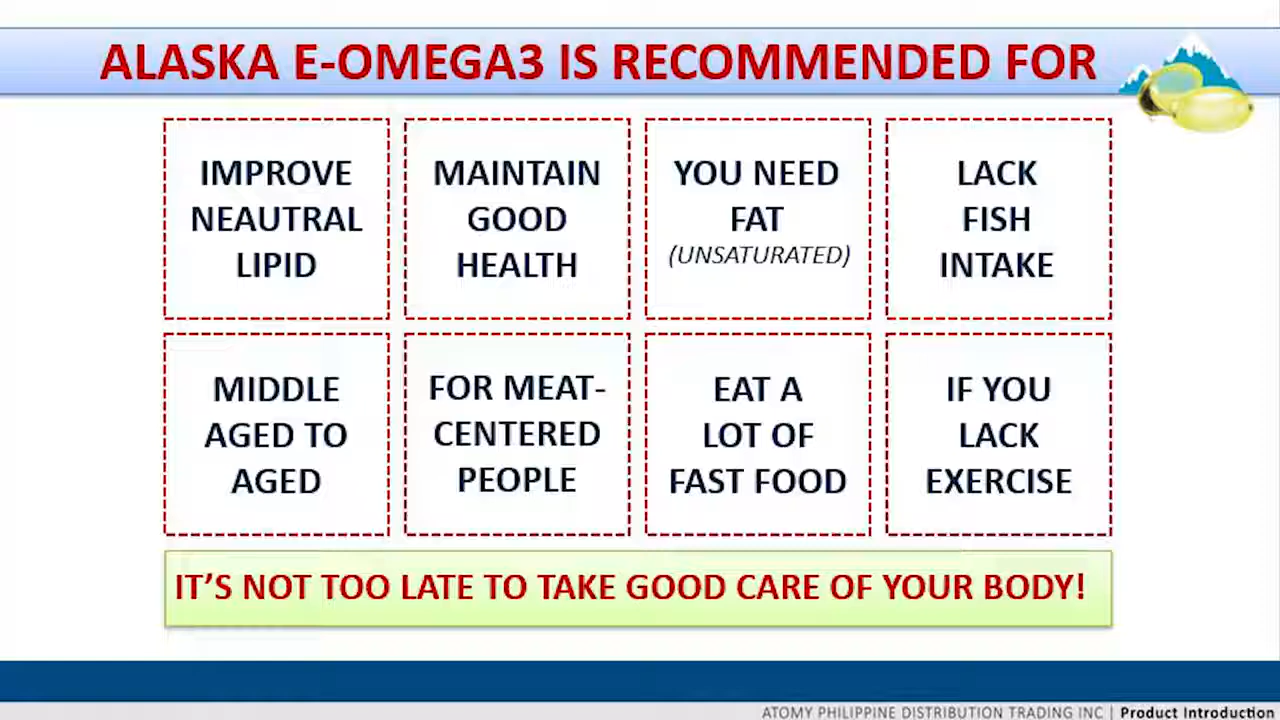 ALASKA E-OMEGA3 IS RECOMMENDED FOR
IMPROVE
NEAUTRAL
LIPID
MAINTAIN
GOOD
HEALTH
YOU NEED
FAT
(UNSATURATED)
LACK
FISH
INTAKE
MIDDLE
AGED TO
AGED
FOR MEAT-
CENTERED
PEOPLE
EAT A
LOT OF
FAST FOOD
IF YOU
LACK
EXERCISE
IT’S NOT TOO LATE TO TAKE GOOD CARE OF YOUR BODY!
ATOMY PHILIPPINE DISTRIBUTION TRADING INC | Product Introduction